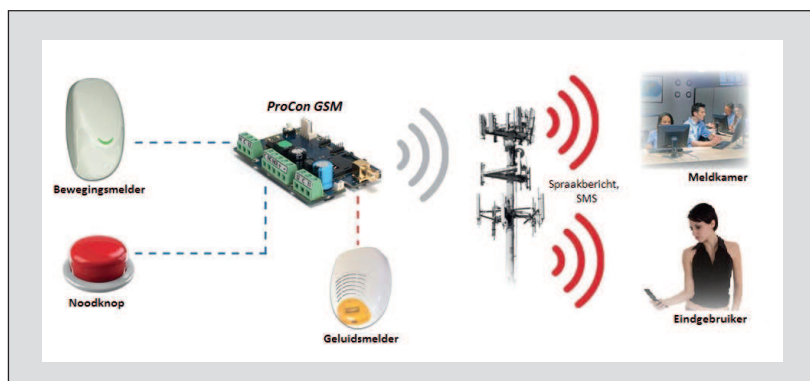 ProCon GSM
Bewegingsmelder
Noodknop
Geluidsmelder
Spraakbericht,
SMS
Meldkamer
Eindgebruiker